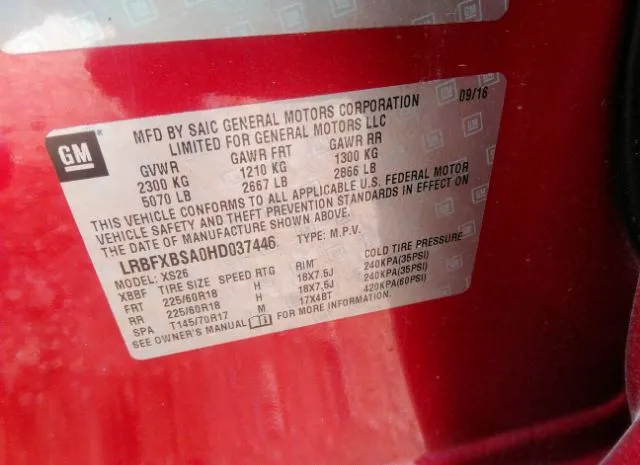 MFD BY SAIC GENERAL MOTORS CORPORATION 09/16
LIMITED FOR GENERAL MOTORS LLC
GM
GVWR GAWR FRT GAWR RR
2300 KG 1210 KG 1300 KG
5070 LB 2667 LB 2866 LB
THIS VEHICLE CONFORMS TO ALL APPLICABLE U.S. FEDERAL MOTOR
VEHICLE SAFETY AND THEFT PREVENTION STANDARDS IN EFFECT ON
THE DATE OF MANUFACTURE SHOWN ABOVE.
LRBFXBSA0HD037446 TYPE: M.P.V.
MODEL: XS26
XBBF TIRE SIZE SPEED RTG RIM COLD TIRE PRESSURE
FRT 225/60R18 H 18X7.5J 240KPA(35PSI)
RR 225/60R18 H 18X7.5J 240KPA(35PSI)
SPA T145/70R17 M 17X4BT 420KPA(60PSI)
SEE OWNER'S MANUAL FOR MORE INFORMATION